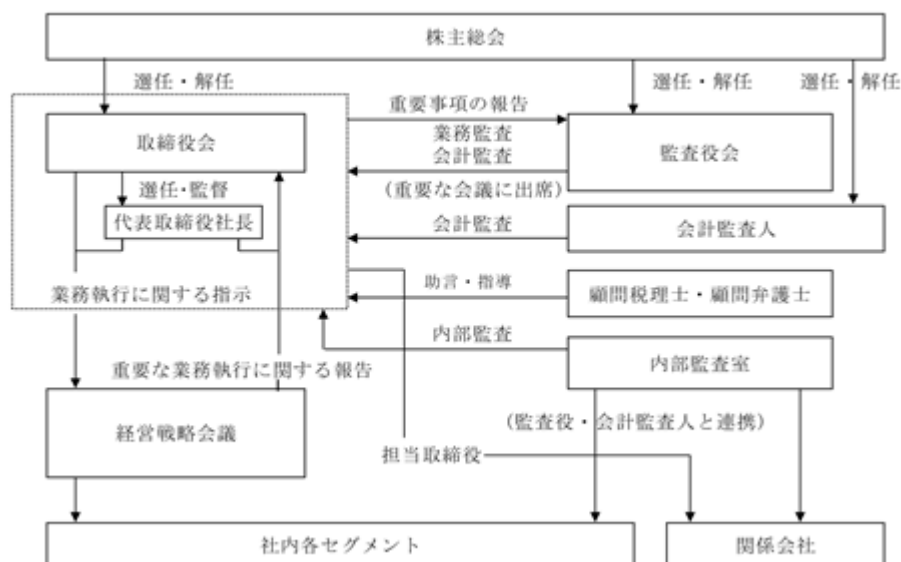 株主総会
選任・解任
選任・解任
選任・解任
重要事項の報告
取締役会
業務監査
会計監査
監査役会
(重要な会議に出席)
選任・監督
代表取締役社長
会計監査
会計監査人
業務執行に関する指示
助言・指導
顧問税理士・顧問弁護士
内部監査
内部監査室
重要な業務執行に関する報告
経営戦略会議
(監査役・会計監査人と連携)
担当取締役
社内各セグメント
関係会社